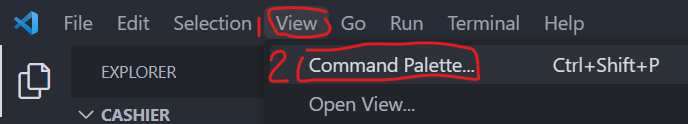 File Edit Selection 1 View Go Run Terminal Help
EXPLORER 2 Command Palette... Ctrl+Shift+P
CASHIER Open View...